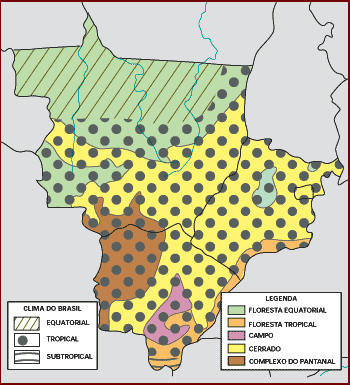 CLIMA DO BRASIL
EQUATORIAL
TROPICAL
SUBTROPICAL
LEGENDA
FLORESTA EQUATORIAL
FLORESTA TROPICAL
CAMPO
CERRADO
COMPLEXO DO PANTANAL